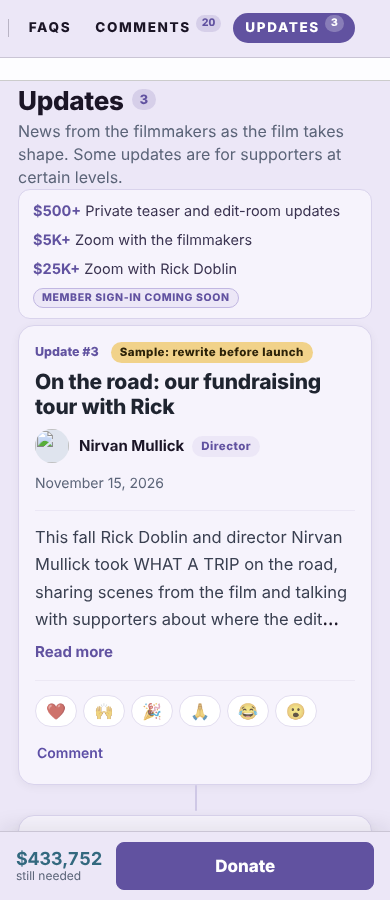 FAQS COMMENTS 20 UPDATES 3
Updates 3
News from the filmmakers as the film takes
shape. Some updates are for supporters at
certain levels.
$500+ Private teaser and edit-room updates
$5K+ Zoom with the filmmakers
$25K+ Zoom with Rick Doblin
MEMBER SIGN-IN COMING SOON
Update #3 Sample: rewrite before launch
On the road: our fundraising
tour with Rick
Nirvan Mullick Director
November 15, 2026
This fall Rick Doblin and director Nirvan
Mullick took WHAT A TRIP on the road,
sharing scenes from the film and talking
with supporters about where the edit...
Read more
Comment
$433,752
still needed
Donate